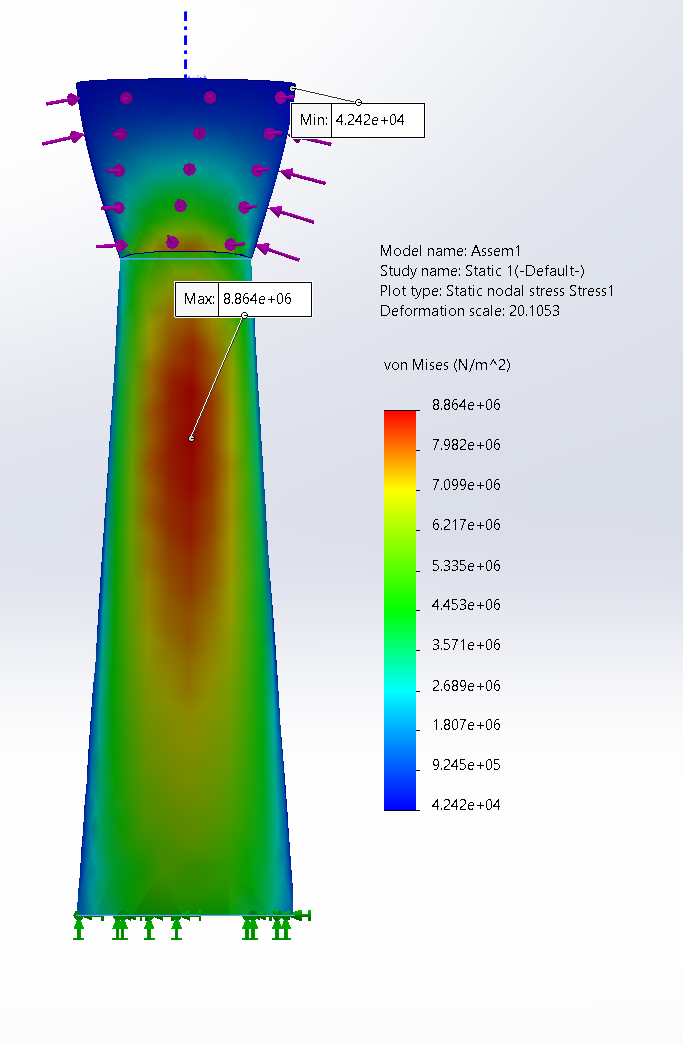 Min: 4.242e+04
Model name: Assem1
Study name: Static 1(-Default-)
Plot type: Static nodal stress Stress1
Deformation scale: 20.1053
Max: 8.864e+06
von Mises (N/m^2)
8.864e+06
7.982e+06
7.099e+06
6.217e+06
5.335e+06
4.453e+06
3.571e+06
2.689e+06
1.807e+06
9.245e+05
4.242e+04